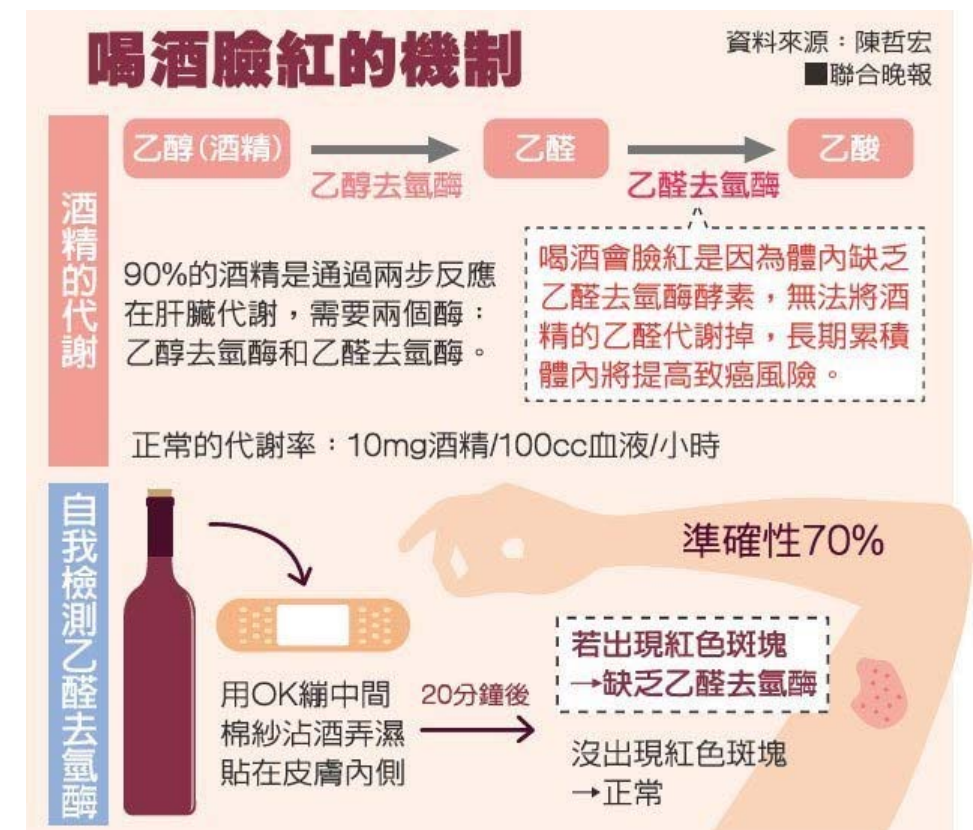 喝酒臉紅的機制
資料來源：陳哲宏
■聯合晚報
酒精的代謝
乙醇(酒精)
乙醛
乙酸
乙醇去氫酶
乙醛去氫酶
90%的酒精是通過兩步反應
在肝臟代謝，需要兩個酶：
乙醇去氫酶和乙醛去氫酶。
喝酒會臉紅是因為體內缺乏
乙醛去氫酶酵素，無法將酒
精的乙醛代謝掉，長期累積
體內將提高致癌風險。
正常的代謝率：10mg酒精/100cc血液/小時
自我檢測乙醛去氫酶
準確性70%
用OK繃中間
棉紗沾酒弄濕
貼在皮膚內側
20分鐘後
若出現紅色斑塊
→缺乏乙醛去氫酶
沒出現紅色斑塊
→正常